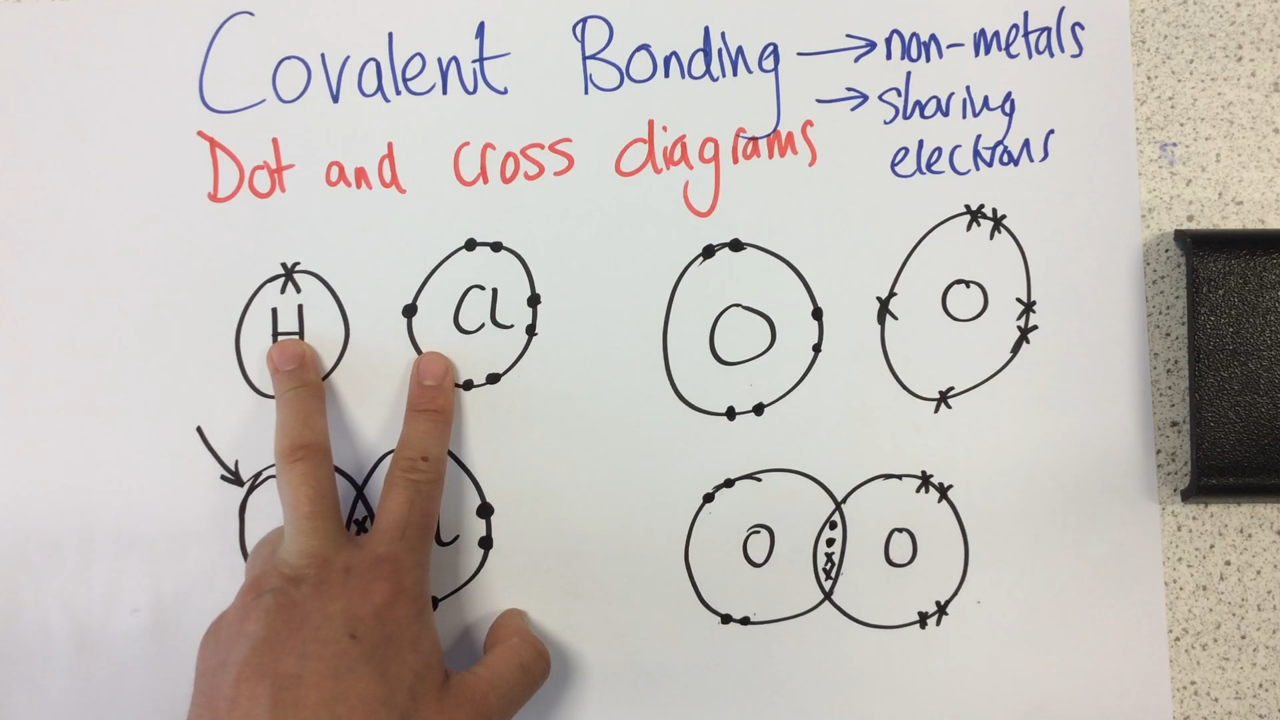 Covalent Bonding → non-metals
→ sharing
electrons
Dot and cross diagrams
H Cl O O
O O